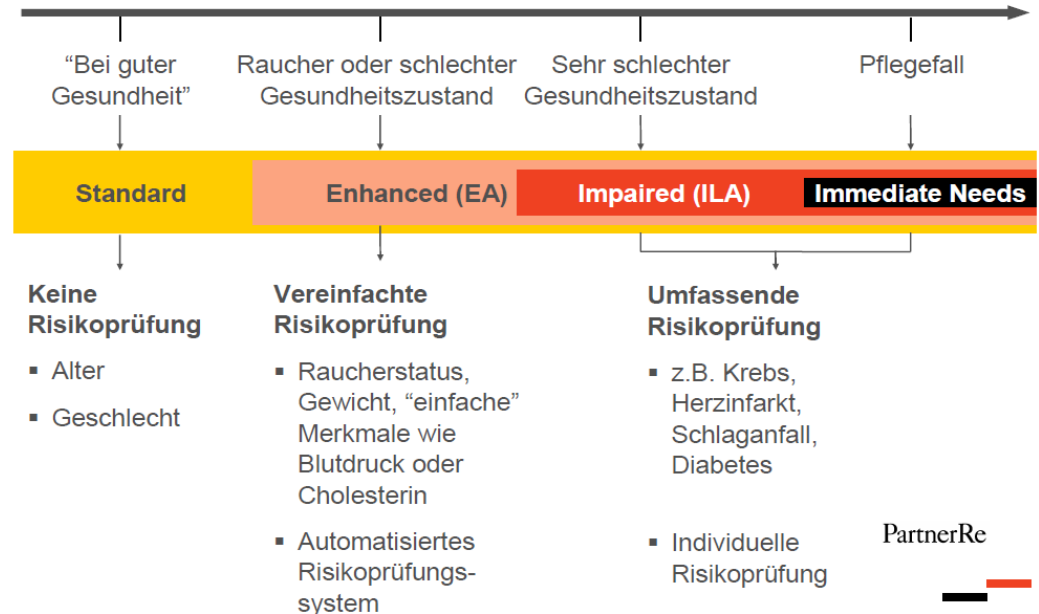 “Bei guter
Gesundheit”
Raucher oder schlechter
Gesundheitszustand
Sehr schlechter
Gesundheitszustand
Pflegefall
Standard
Enhanced (EA)
Impaired (ILA)
Immediate Needs
Keine
Risikoprüfung
▪ Alter
▪ Geschlecht
Vereinfachte
Risikoprüfung
▪ Raucherstatus,
Gewicht, “einfache”
Merkmale wie
Blutdruck oder
Cholesterin
▪ Automatisiertes
Risikoprüfungs-
system
Umfassende
Risikoprüfung
▪ z.B. Krebs,
Herzinfarkt,
Schlaganfall,
Diabetes
▪ Individuelle
Risikoprüfung
PartnerRe